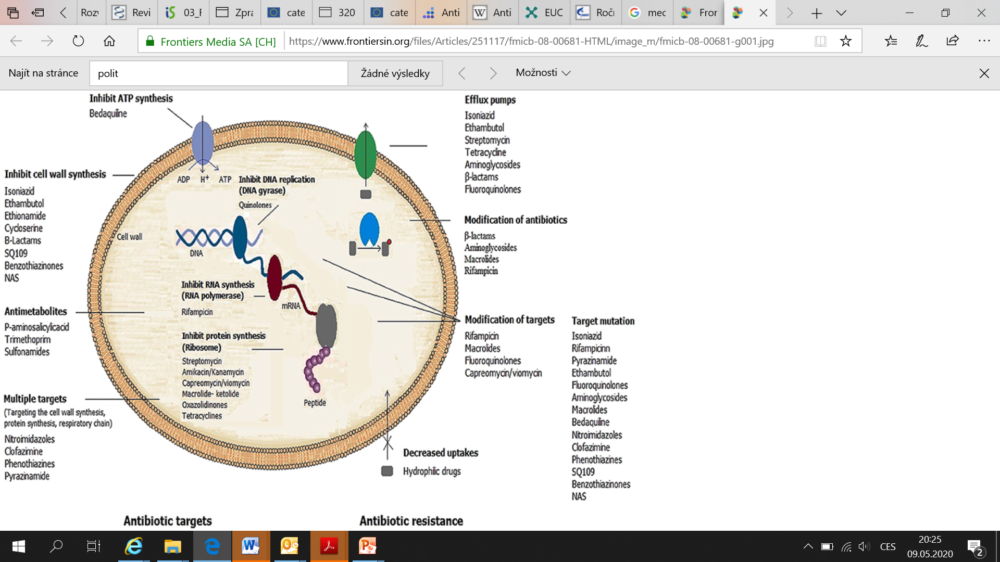 Rozv
Revi
03_F
Zprá
cate
320
cate
Anti
Anti
EUC
Ročr
mec
Fror
Frontiers Media SA [CH]
https://www.frontiersin.org/files/Articles/251117/fmicb-08-00681-HTML/image_m/fmicb-08-00681-g001.jpg
Najít na stránce
polit
Žádné výsledky
Možnosti
Inhibit ATP synthesis
Bedaquiline
Inhibit cell wall synthesis
Isoniazid
Ethambutol
Ethionamide
Cycloserine
B-Lactams
SQ109
Benzothiazinones
NAS
Antimetabolites
P-aminosalicylicacid
Trimethoprim
Sulfonamides
Multiple targets
(Targeting the cell wall synthesis,
protein synthesis, respiratory chain)
Nitroimidazoles
Clofazimine
Phenothiazines
Pyrazinamide
ADP H+ ATP
Inhibit DNA replication
(DNA gyrase)
Quinolones
Cell wall
DNA
Inhibit RNA synthesis
(RNA polymerase)
Rifampicin
mRNA
Inhibit protein synthesis
(Ribosome)
Streptomycin
Amikacin/Kanamycin
Capreomycin/viomycin
Macrolide- ketolide
Oxazolidinones
Tetracyclines
Peptide
Efflux pumps
Isoniazid
Ethambutol
Streptomycin
Tetracycline
Aminoglycosides
β-lactams
Fluoroquinolones
Modification of antibiotics
β-lactams
Aminoglycosides
Macrolides
Rifampicin
Modification of targets
Rifampicin
Macrolides
Fluoroquinolones
Capreomycin/viomycin
Target mutation
Isoniazid
Rifampicinn
Pyrazinamide
Ethambutol
Fluoroquinolones
Aminoglycosides
Macrolides
Bedaquiline
Nitroimidazoles
Clofazimine
Phenothiazines
SQ109
Benzothiazinones
NAS
Decreased uptakes
Hydrophilic drugs
Antibiotic targets
Antibiotic resistance
CES
20:25
09.05.2020
2